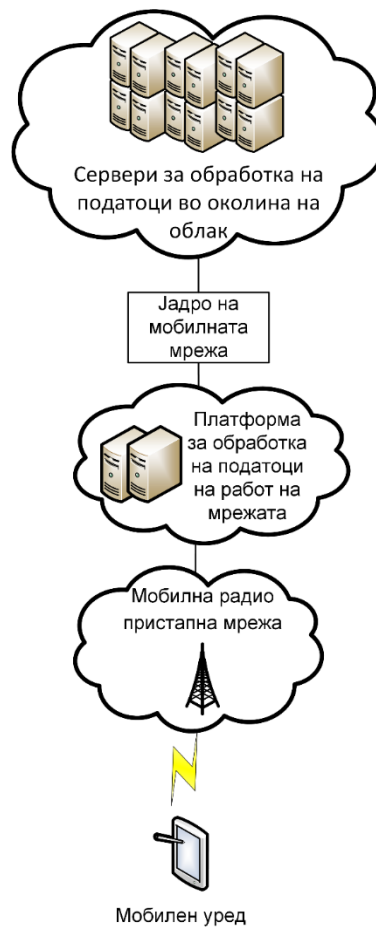 Сервери за обработка на
податоци во околина на
облак
Јадро на
мобилната
мрежа
Платформа
за обработка
на податоци
на работ на
мрежата
Мобилна радио
пристапна мрежа
Мобилен уред